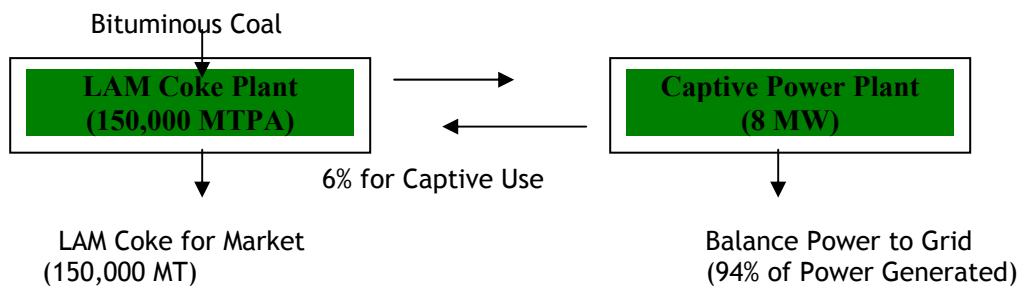 Bituminous Coal
LAM Coke Plant
(150,000 MTPA)
Captive Power Plant
(8 MW)
6% for Captive Use
LAM Coke for Market
(150,000 MT)
Balance Power to Grid
(94% of Power Generated)